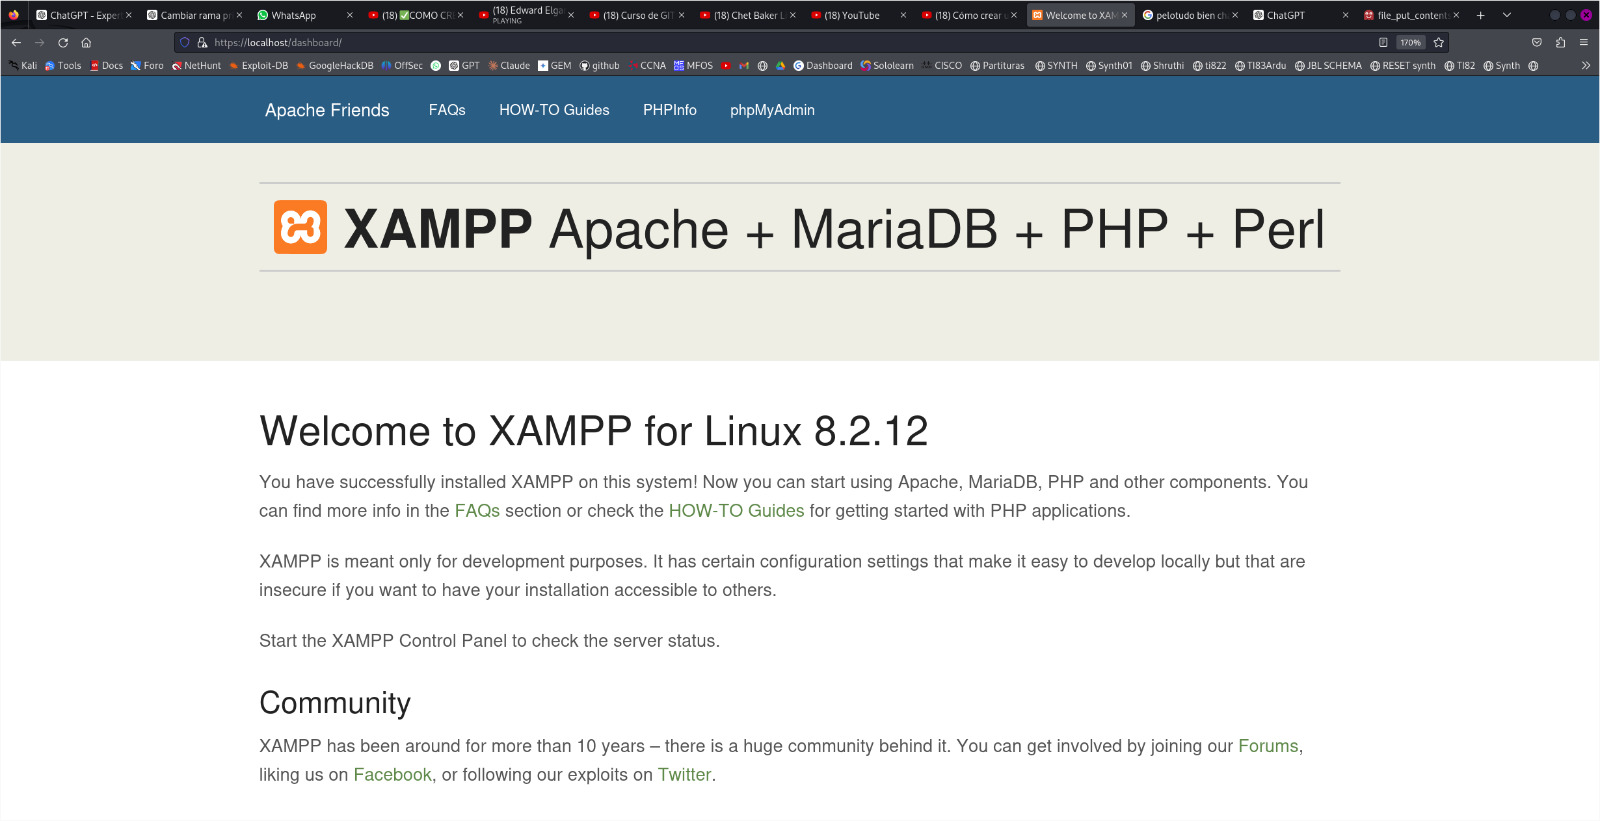 ChatGPT - Exper
Cambiar rama pr
WhatsApp
(18) ✅COMO CR
(18) Edward Elga
PLAYING
(18) Curso de GIT
(18) Chet Baker L
(18) YouTube
(18) Cómo crear u
Welcome to XAM
pelotudo bien ch
ChatGPT
file_put_content
https://localhost/dashboard/
170%
Kali Tools Docs Foro NetHunt Exploit-DB GoogleHackDB OffSec GPT Claude GEM github CCNA MFOS Dashboard Sololearn CISCO Partituras SYNTH Synth01 Shruthi ti822 TI83Ardu JBL SCHEMA RESET synth TI82 Synth
Apache Friends FAQs HOW-TO Guides PHPInfo phpMyAdmin
XAMPP Apache + MariaDB + PHP + Perl
Welcome to XAMPP for Linux 8.2.12
You have successfully installed XAMPP on this system! Now you can start using Apache, MariaDB, PHP and other components. You
can find more info in the FAQs section or check the HOW-TO Guides for getting started with PHP applications.
XAMPP is meant only for development purposes. It has certain configuration settings that make it easy to develop locally but that are
insecure if you want to have your installation accessible to others.
Start the XAMPP Control Panel to check the server status.
Community
XAMPP has been around for more than 10 years – there is a huge community behind it. You can get involved by joining our Forums,
liking us on Facebook, or following our exploits on Twitter.